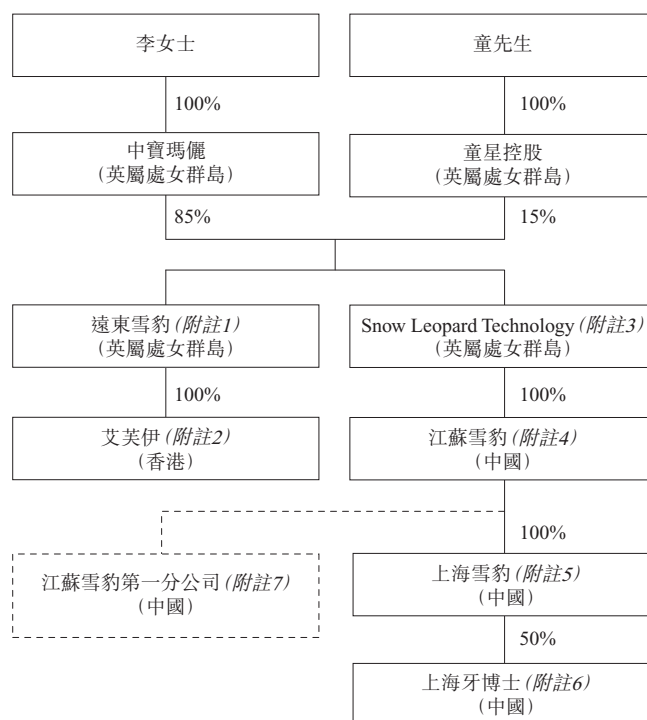 李女士
童先生
100%
100%
中寶瑪儷
(英屬處女群島)
童星控股
(英屬處女群島)
85%
15%
遠東雪豹(附註1)
(英屬處女群島)
Snow Leopard Technology (附註3)
(英屬處女群島)
100%
100%
艾芙伊(附註2)
(香港)
江蘇雪豹(附註4)
(中國)
100%
江蘇雪豹第一分公司(附註7)
(中國)
上海雪豹(附註5)
(中國)
50%
上海牙博士(附註6)
(中國)